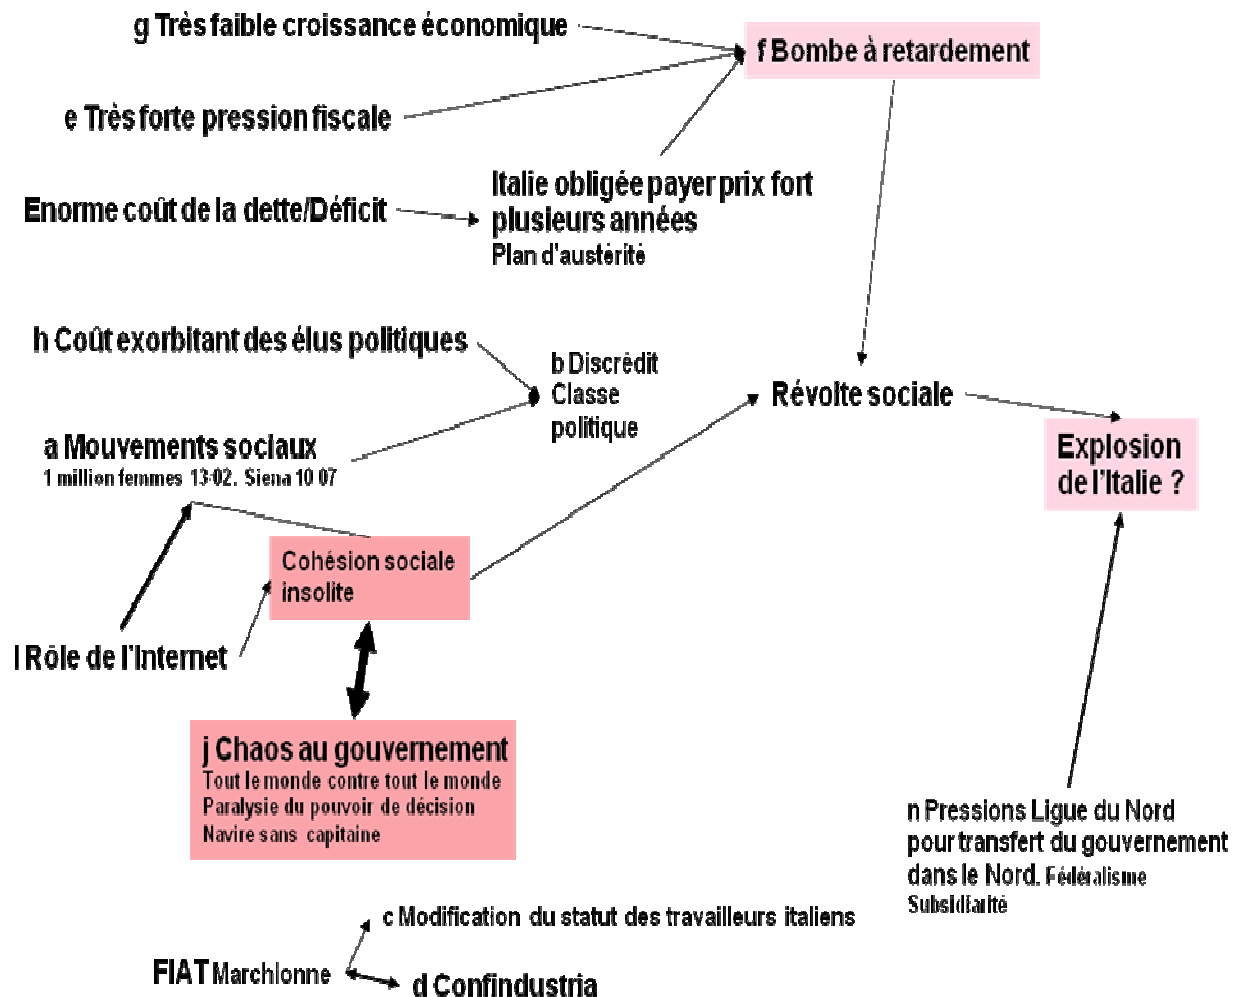 g Très faible croissance économique
f Bombe à retardement
e Très forte pression fiscale
Italie obligée payer prix fort
plusieurs années
Plan d'austérité
Enorme coût de la dette/Déficit
h Coût exorbitant des élus politiques
b Discrédit
Classe
politique
Révolte sociale
a Mouvements sociaux
1 million femmes 13-02. Siena 10 07
Explosion
de l'Italie ?
Cohésion sociale
insolite
l Rôle de l'Internet
j Chaos au gouvernement
Tout le monde contre tout le monde
Paralysie du pouvoir de décision
Navire sans capitaine
n Pressions Ligue du Nord
pour transfert du gouvernement
dans le Nord. Fédéralisme
Subsidiarité
c Modification du statut des travailleurs italiens
FIAT Marchionne
d Confindustria